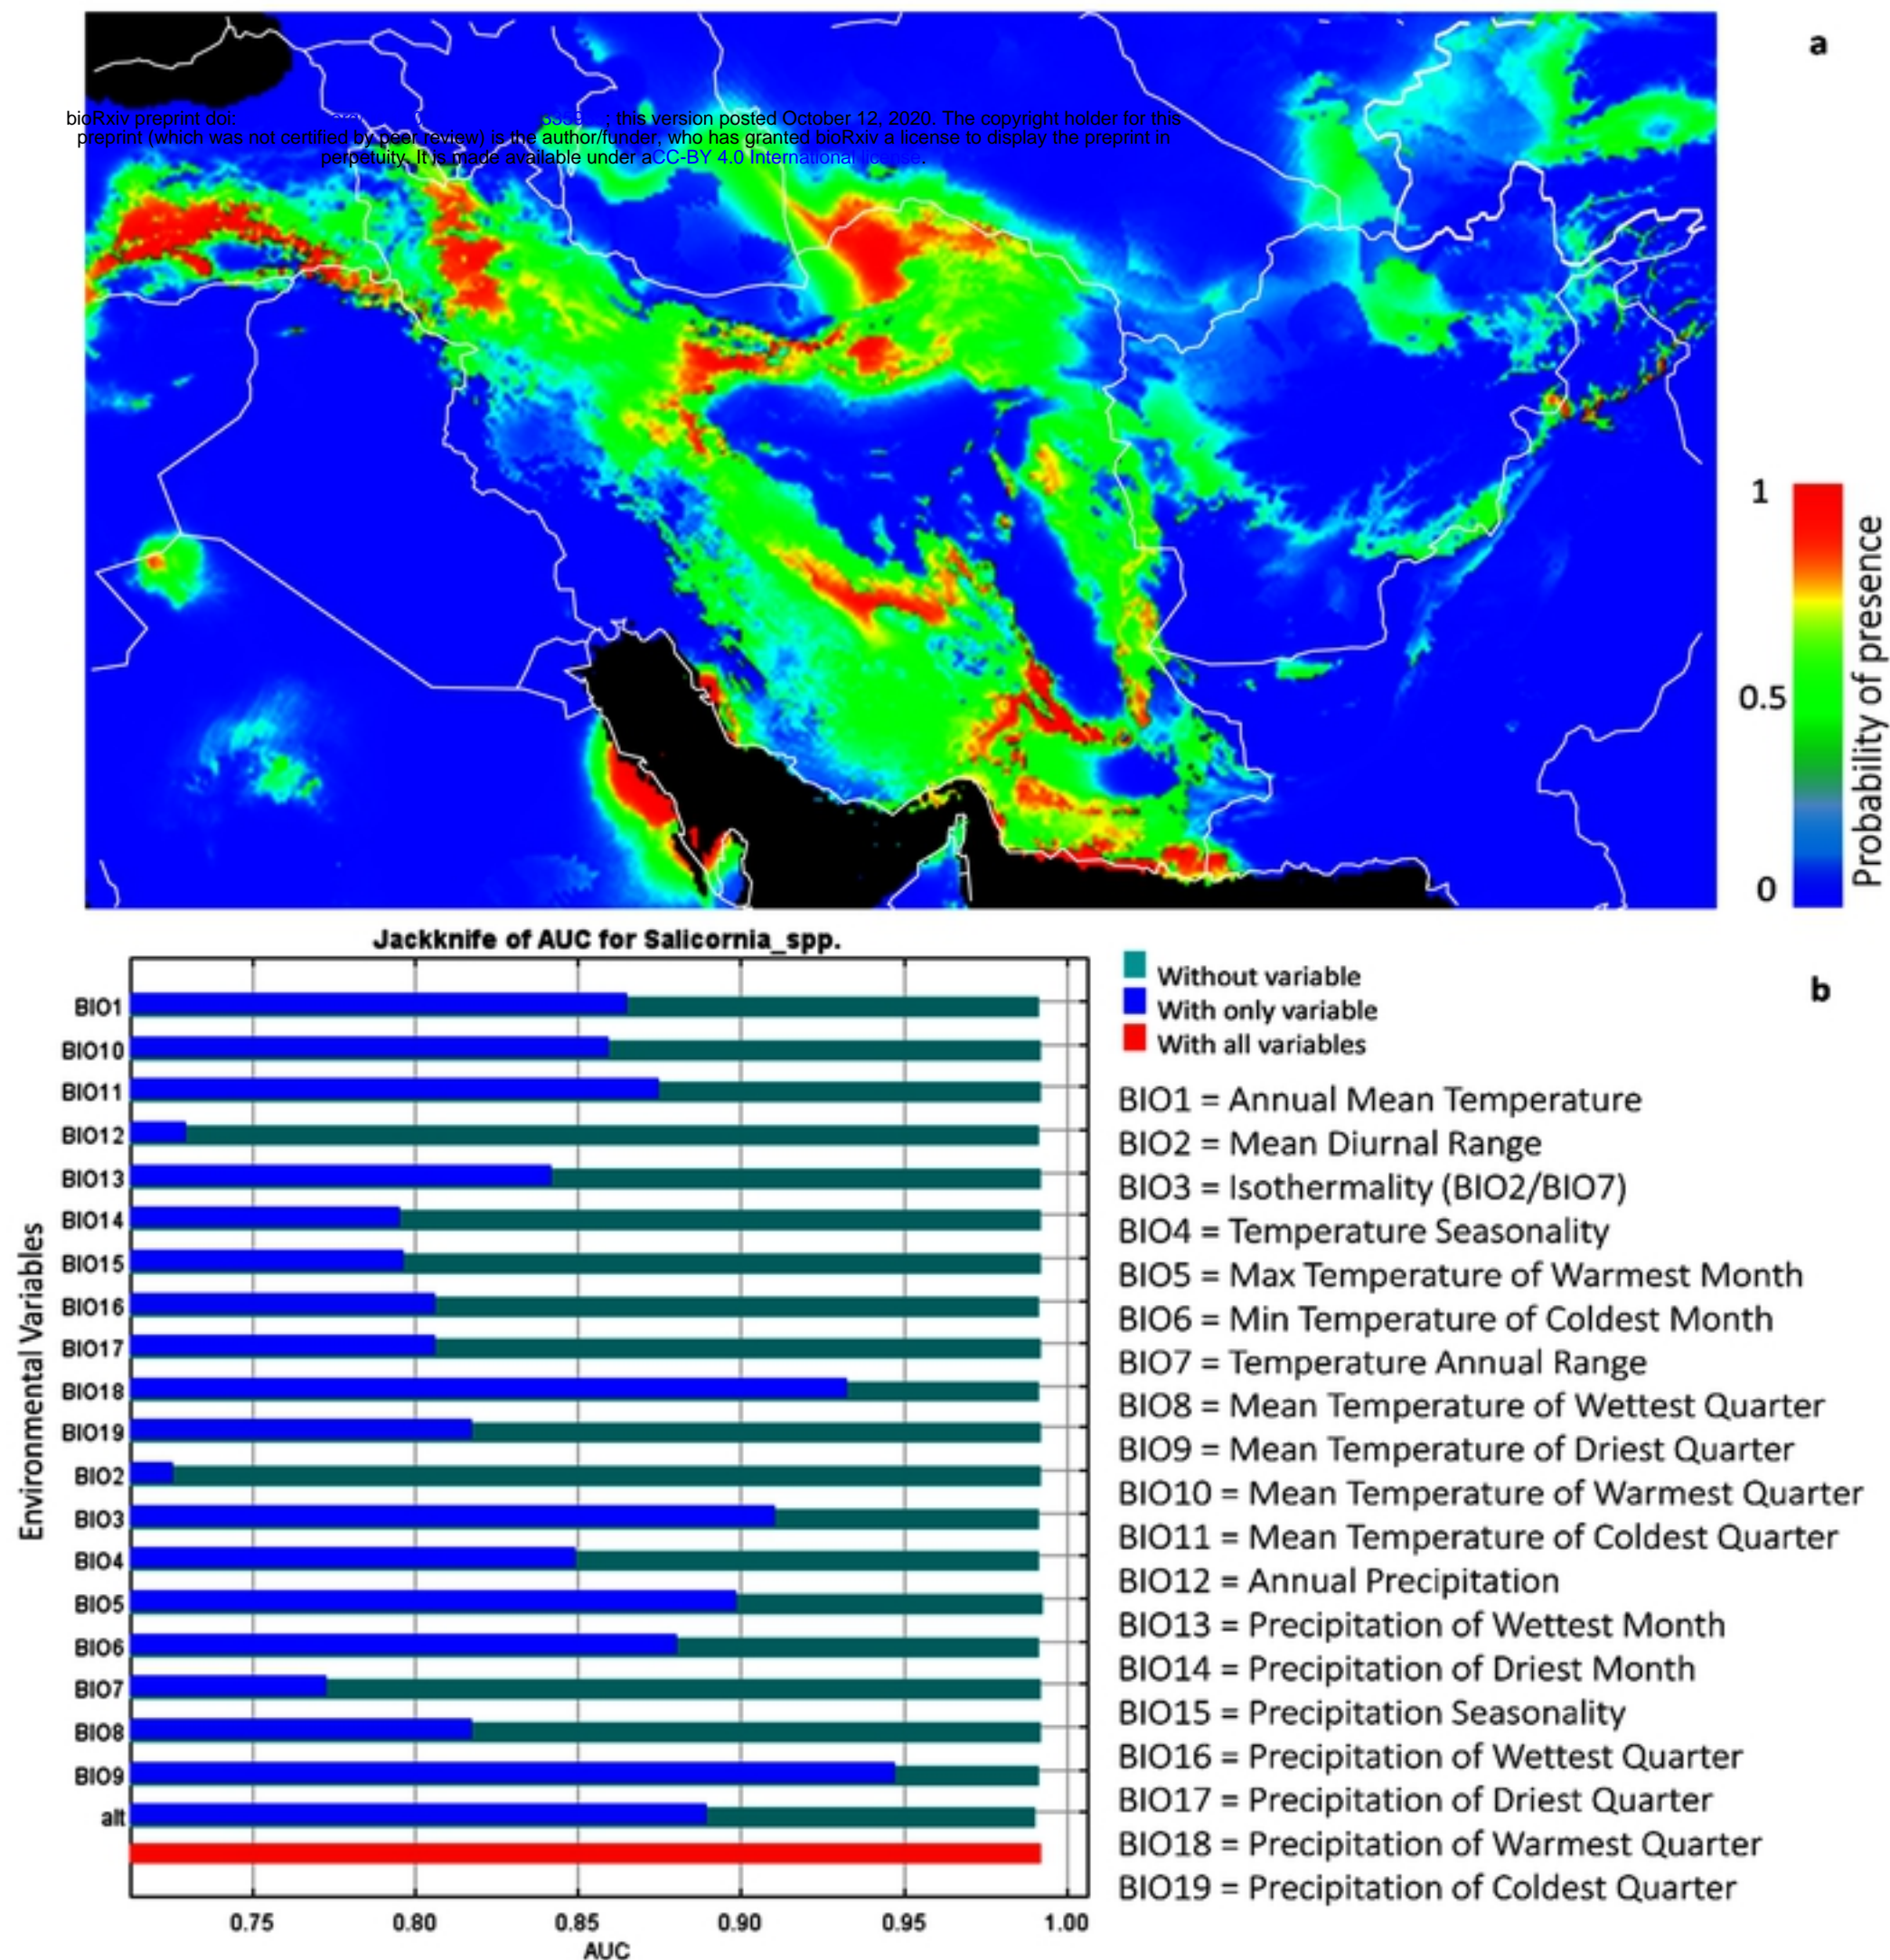 a
bioRxiv preprint doi: ; this version posted October 12, 2020. The copyright holder for this
preprint (which was not certified by peer review) is the author/funder, who has granted bioRxiv a license to display the preprint in
perpetuity. It is made available under aCC-BY 4.0 International license.
1
0.5
0
Probability of presence
Jackknife of AUC for Salicornia_spp.
b
Without variable
With only variable
With all variables
Environmental Variables
BIO1
BIO10
BIO11
BIO12
BIO13
BIO14
BIO15
BIO16
BIO17
BIO18
BIO19
BIO2
BIO3
BIO4
BIO5
BIO6
BIO7
BIO8
BIO9
alt
0.75 0.80 0.85 0.90 0.95 1.00
AUC
BIO1 = Annual Mean Temperature
BIO2 = Mean Diurnal Range
BIO3 = Isothermality (BIO2/BIO7)
BIO4 = Temperature Seasonality
BIO5 = Max Temperature of Warmest Month
BIO6 = Min Temperature of Coldest Month
BIO7 = Temperature Annual Range
BIO8 = Mean Temperature of Wettest Quarter
BIO9 = Mean Temperature of Driest Quarter
BIO10 = Mean Temperature of Warmest Quarter
BIO11 = Mean Temperature of Coldest Quarter
BIO12 = Annual Precipitation
BIO13 = Precipitation of Wettest Month
BIO14 = Precipitation of Driest Month
BIO15 = Precipitation Seasonality
BIO16 = Precipitation of Wettest Quarter
BIO17 = Precipitation of Driest Quarter
BIO18 = Precipitation of Warmest Quarter
BIO19 = Precipitation of Coldest Quarter